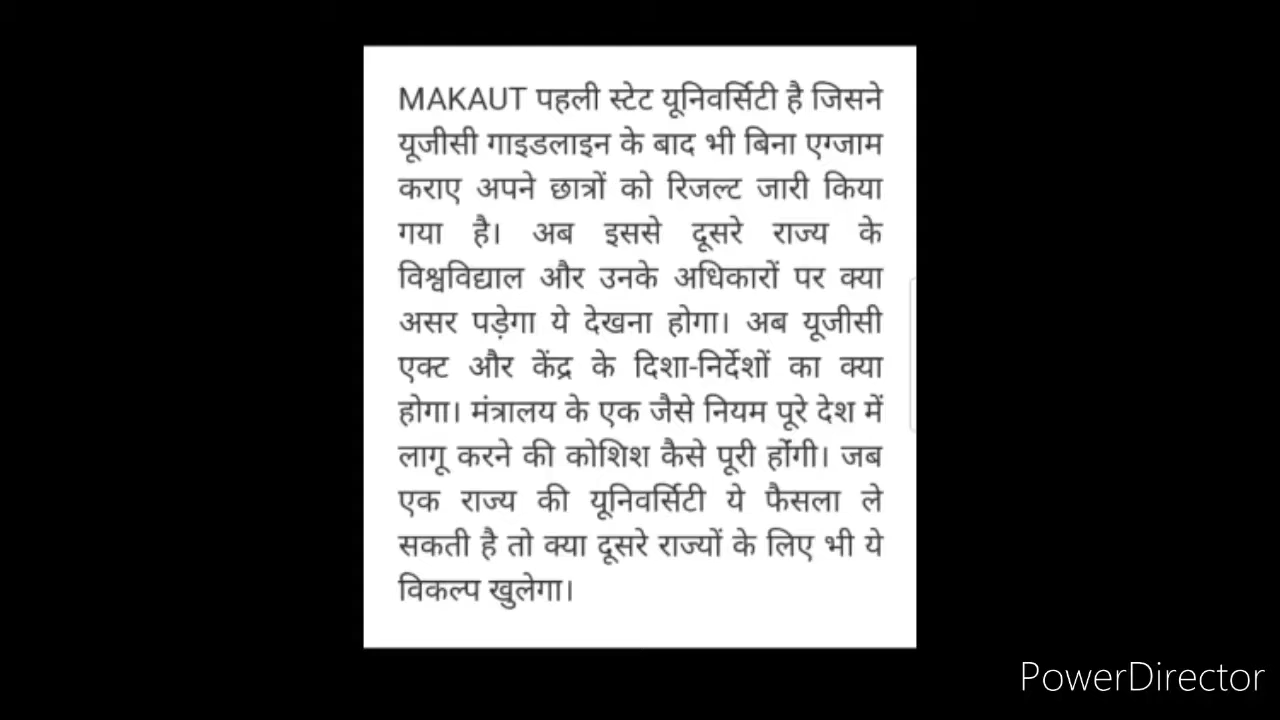 MAKAUT पहली स्टेट यूनिवर्सिटी है जिसने
यूजीसी गाइडलाइन के बाद भी बिना एग्जाम
कराए अपने छात्रों को रिजल्ट जारी किया
गया है। अब इससे दूसरे राज्य के
विश्वविद्याल और उनके अधिकारों पर क्या
असर पड़ेगा ये देखना होगा। अब यूजीसी
एक्ट और केंद्र के दिशा-निर्देशों का क्या
होगा। मंत्रालय के एक जैसे नियम पूरे देश में
लागू करने की कोशिश कैसे पूरी होंगी। जब
एक राज्य की यूनिवर्सिटी ये फैसला ले
सकती है तो क्या दूसरे राज्यों के लिए भी ये
विकल्प खुलेगा।
PowerDirector